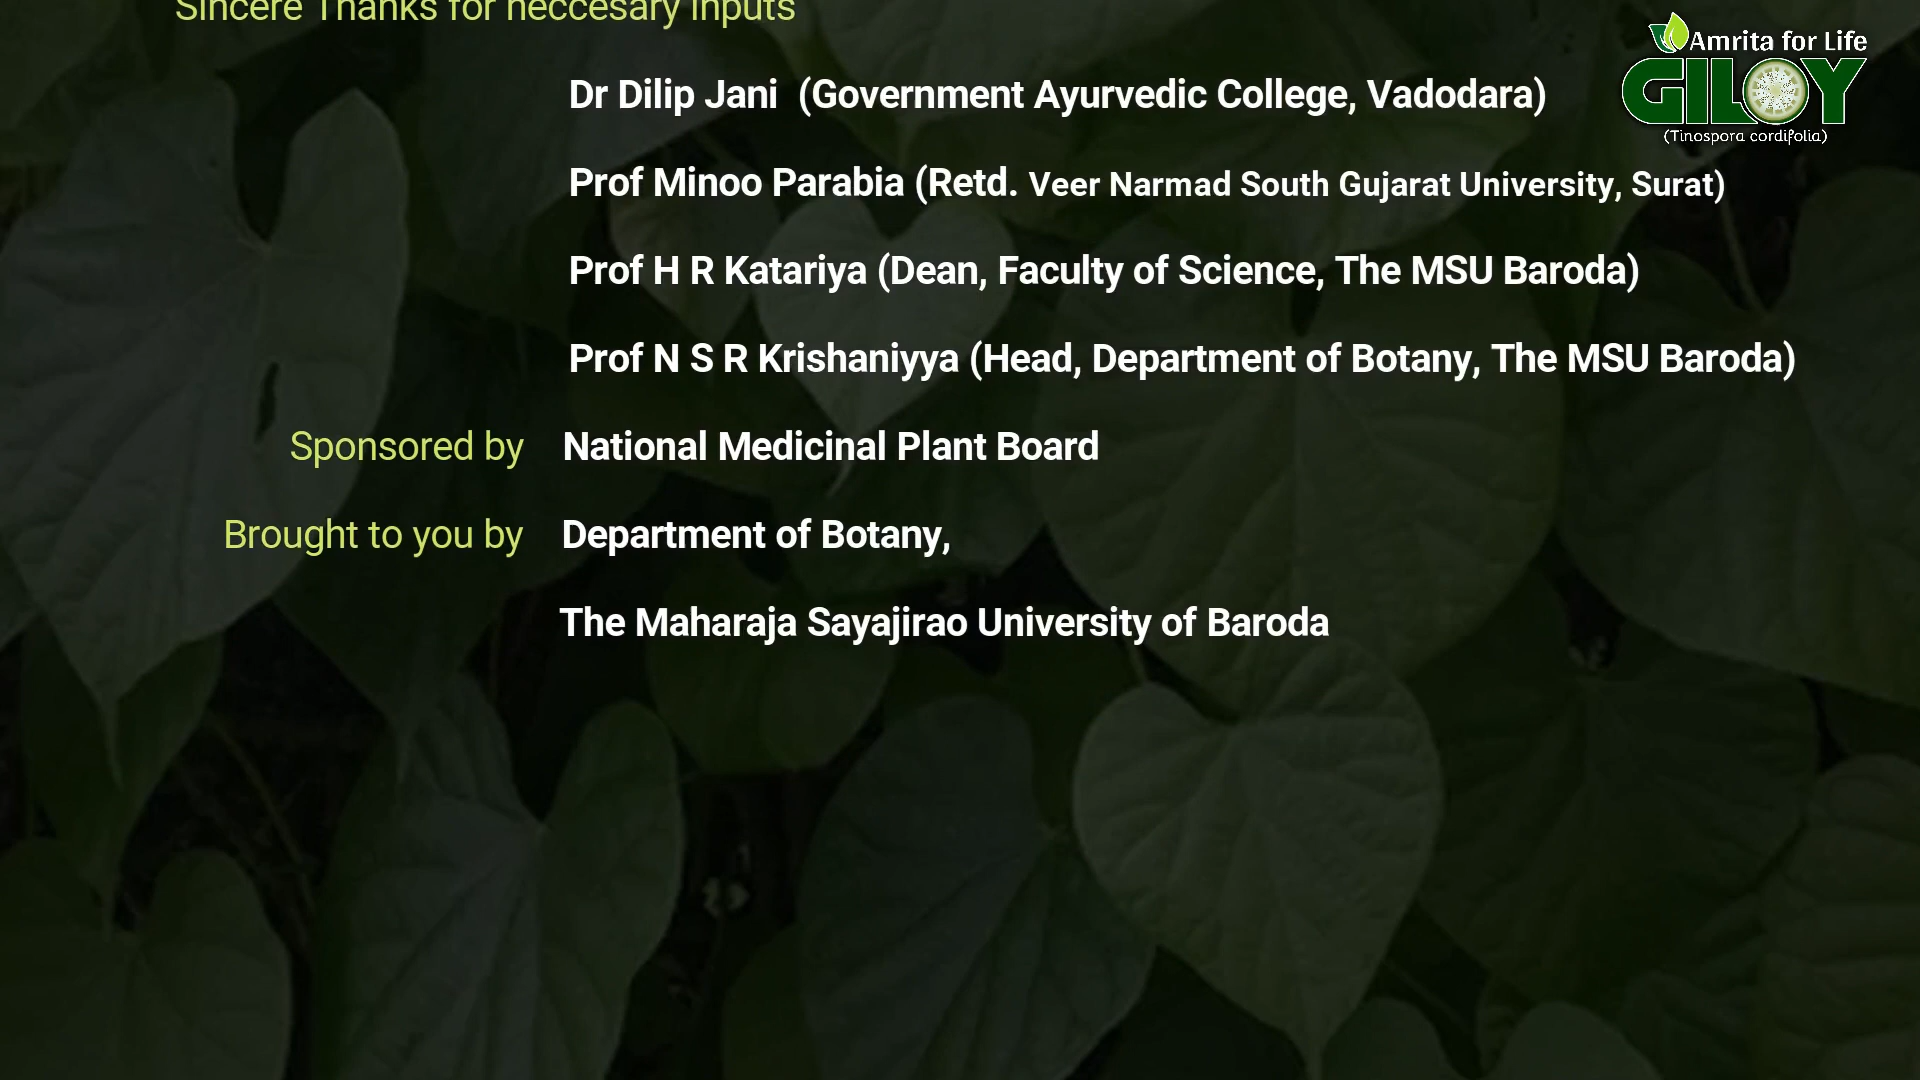 Sincere Thanks for neccesary inputs
Amrita for Life
GILOY
(Tinospora cordifolia)
Dr Dilip Jani (Government Ayurvedic College, Vadodara)
Prof Minoo Parabia (Retd. Veer Narmad South Gujarat University, Surat)
Prof H R Katariya (Dean, Faculty of Science, The MSU Baroda)
Prof N S R Krishaniyya (Head, Department of Botany, The MSU Baroda)
Sponsored by National Medicinal Plant Board
Brought to you by Department of Botany,
The Maharaja Sayajirao University of Baroda